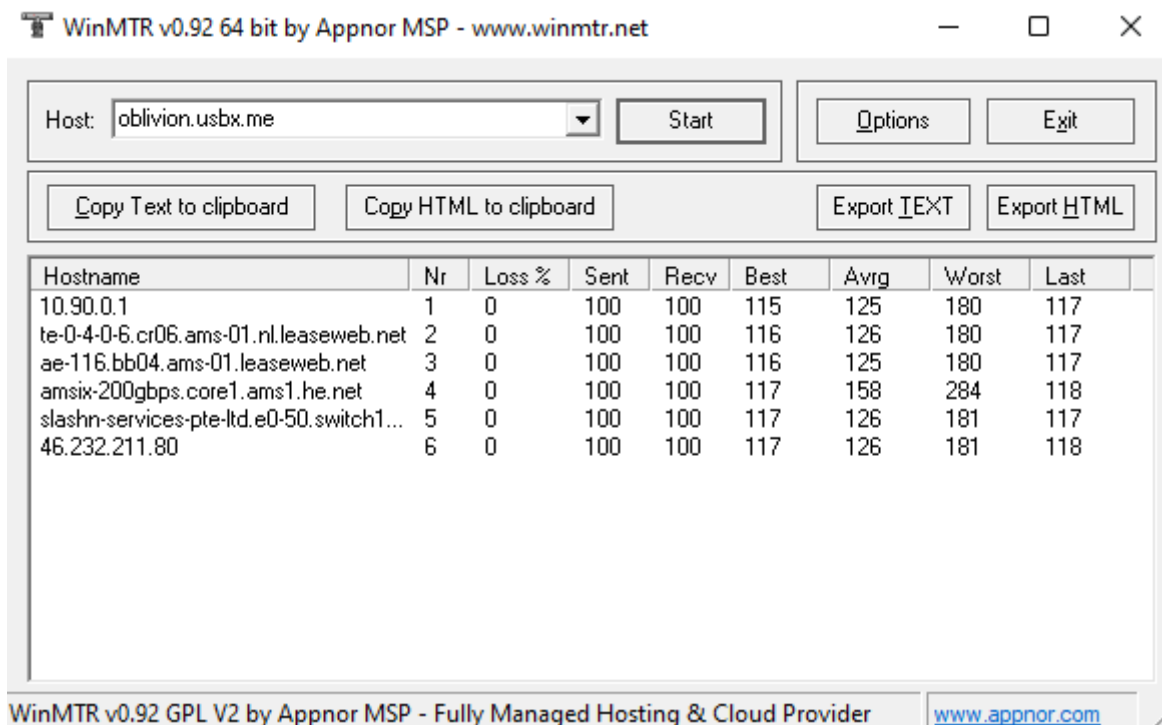 WinMTR v0.92 64 bit by Appnor MSP - www.winmtr.net
Host: oblivion.usbx.me Start Options Exit
Copy Text to clipboard Copy HTML to clipboard Export TEXT Export HTML
Hostname Nr Loss % Sent Recv Best Avrg Worst Last
10.90.0.1 1 0 100 100 115 125 180 117
te-0-4-0-6.cr06.ams-01.nl.leaseweb.net 2 0 100 100 116 126 180 117
ae-116.bb04.ams-01.leaseweb.net 3 0 100 100 116 125 180 117
amsix-200gbps.core1.ams1.he.net 4 0 100 100 117 158 284 118
slashn-services-pte-ltd.e0-50.switch1... 5 0 100 100 117 126 181 117
46.232.211.80 6 0 100 100 117 126 181 118
WinMTR v0.92 GPL V2 by Appnor MSP - Fully Managed Hosting & Cloud Provider www.appnor.com